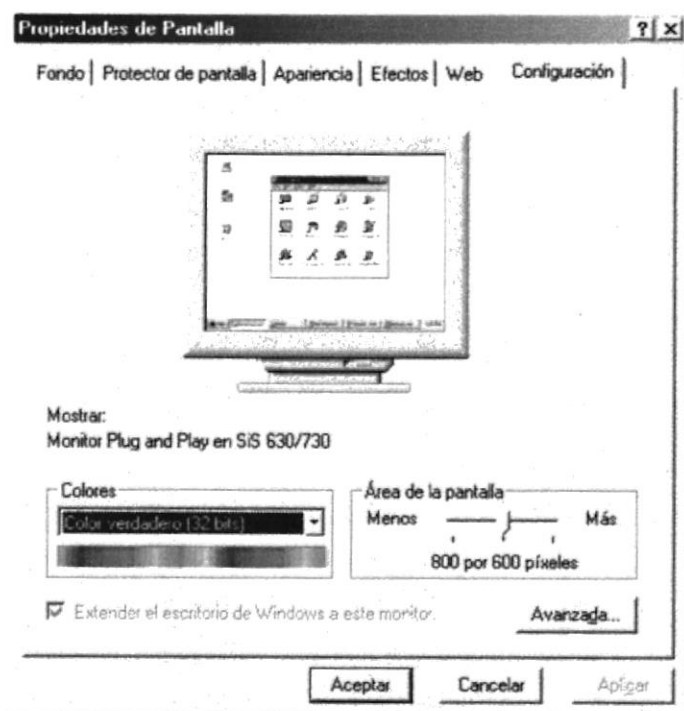 Propiedades de Pantalla ? ×
Fondo Protector de pantalla Apariencia Efectos Web Configuración
Mostrar:
Monitor Plug and Play en SiS 630/730
Colores
Color verdadero (32 bits)
Área de la pantalla
Menos Más
800 por 600 píxeles
Extender el escritorio de Windows a este monitor.
Avanzada...
Aceptar Cancelar Aplicar